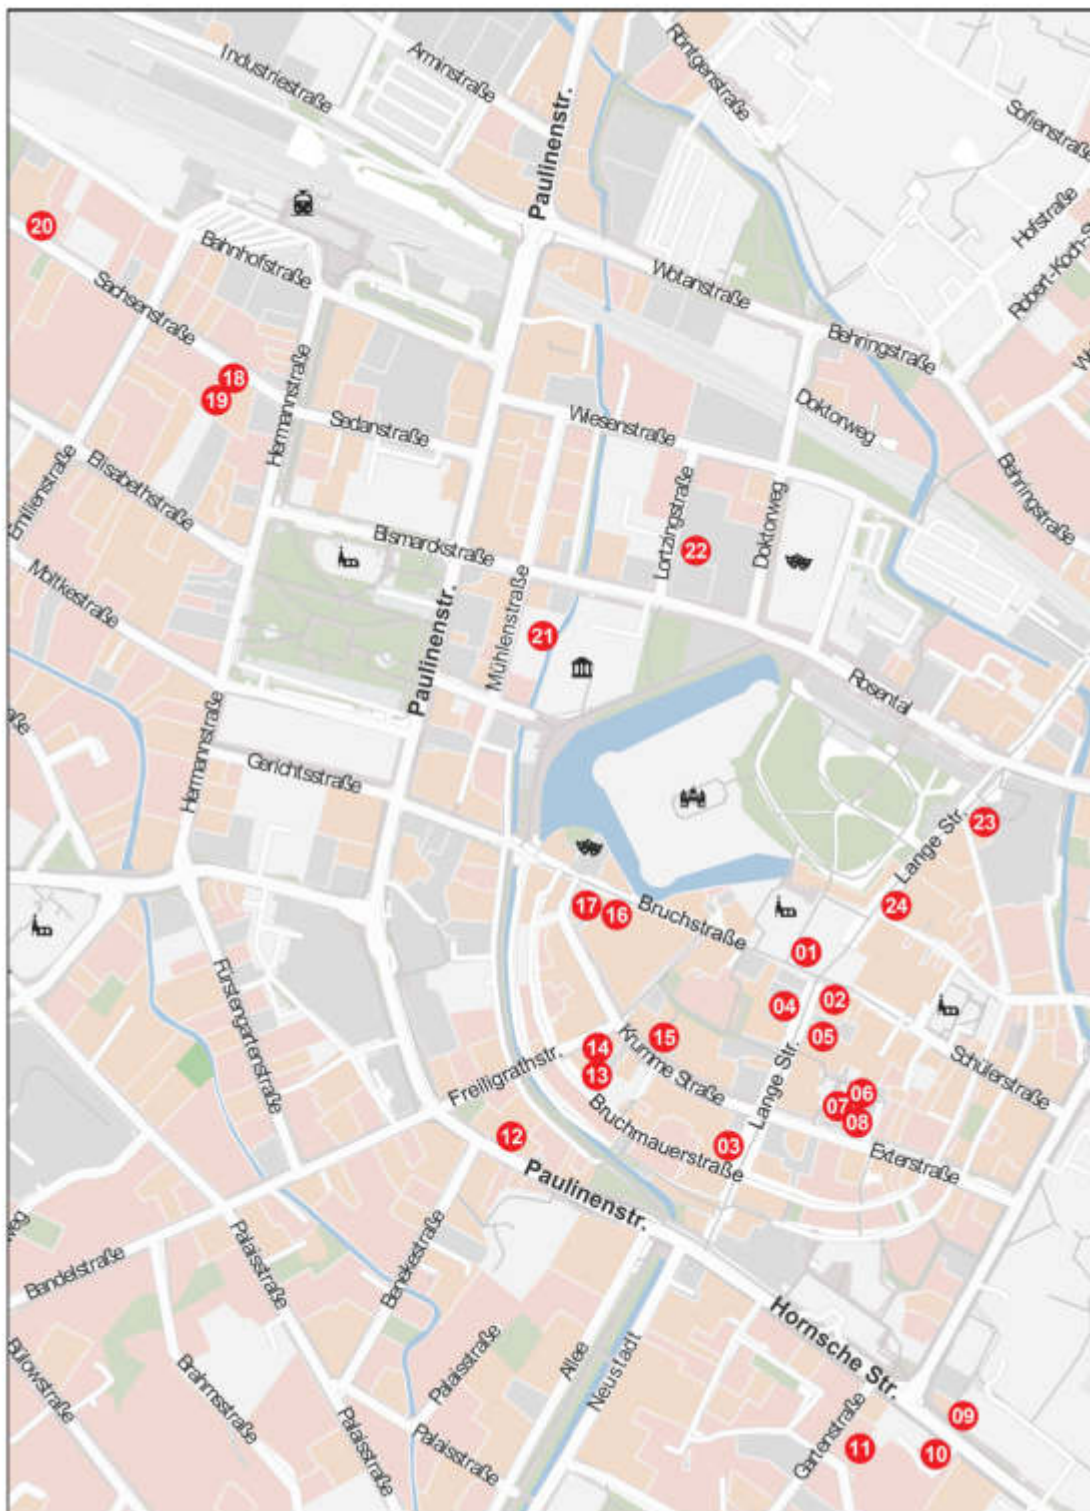 Industriestraße
Arminstraße
Röntgenstraße
Sofienstraße
Paulinenstr.
Hofstraße
Robert-Koch-S
20
Bahnhofstraße
Wotanstraße
Sachsenstraße
Behringstraße
18
19
Hermannstraße
Sedanstraße
Wiesenstraße
Doktorweg
Behringstraße
Emilienstraße
Elisabethstraße
Lortzingstraße
Doktorweg
22
Bismarckstraße
Moltkestraße
Paulinenstr.
Mühlenstraße
21
Rosental
Hermannstraße
Gerichtsstraße
23
Lange Str.
24
17
16
Bruchstraße
01
Fürstengartenstraße
04
02
05
Lange Str.
Schülerstraße
14
15
13
Krumme Straße
Freiligrathstr.
06
07
08
12
Bruchmauerstraße
03
Exterstraße
Paulinenstr.
weg
Bandelstraße
Palaisstraße
Benekestraße
Hornsche Str.
Bülowstraße
Brahmsstraße
Palaisstraße
Allee
Neustadt
Palaisstraße
Palaisstraße
Gartenstraße
09
11
10